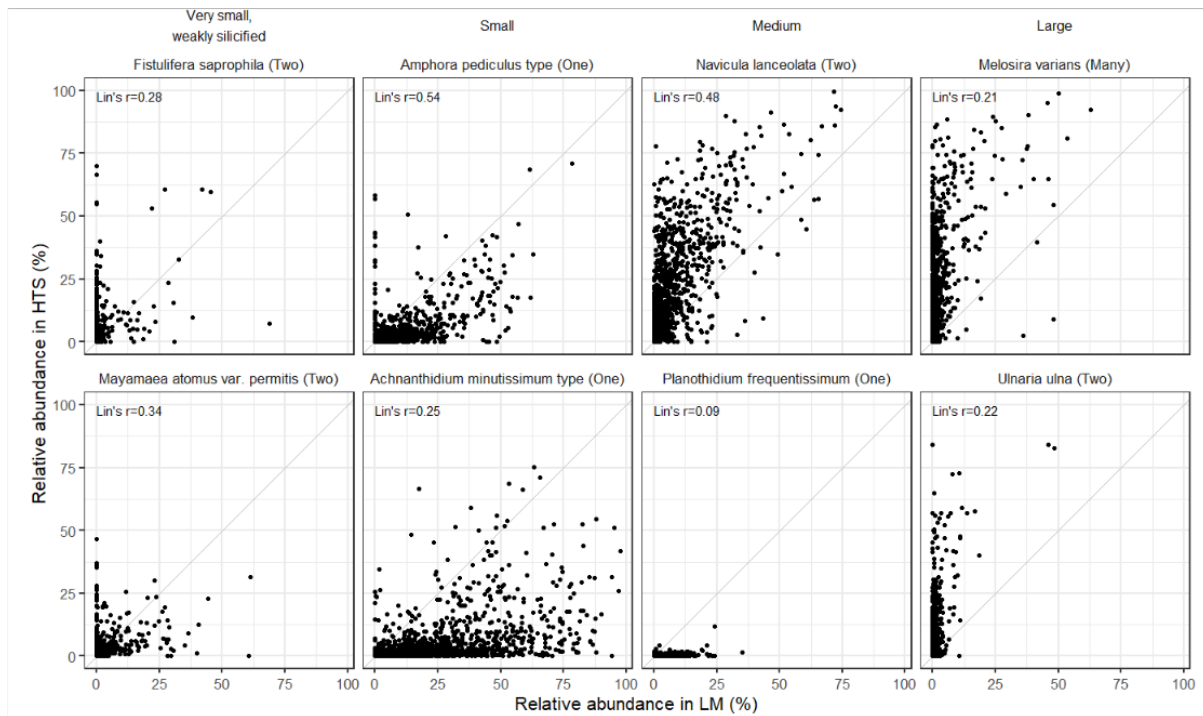 Very small,
weakly silicified
Small
Medium
Large
Fistulifera saprophila (Two)
Amphora pediculus type (One)
Navicula lanceolata (Two)
Melosira varians (Many)
Lin's r=0.28
Lin's r=0.54
Lin's r=0.48
Lin's r=0.21
100
75
50
25
0
Mayamaea atomus var. permitis (Two)
Achnanthidium minutissimum type (One)
Planothidium frequentissimum (One)
Ulnaria ulna (Two)
Lin's r=0.34
Lin's r=0.25
Lin's r=0.09
Lin's r=0.22
100
75
50
25
0
0 25 50 75 100
0 25 50 75 100
0 25 50 75 100
0 25 50 75 100
Relative abundance in HTS (%)
Relative abundance in LM (%)